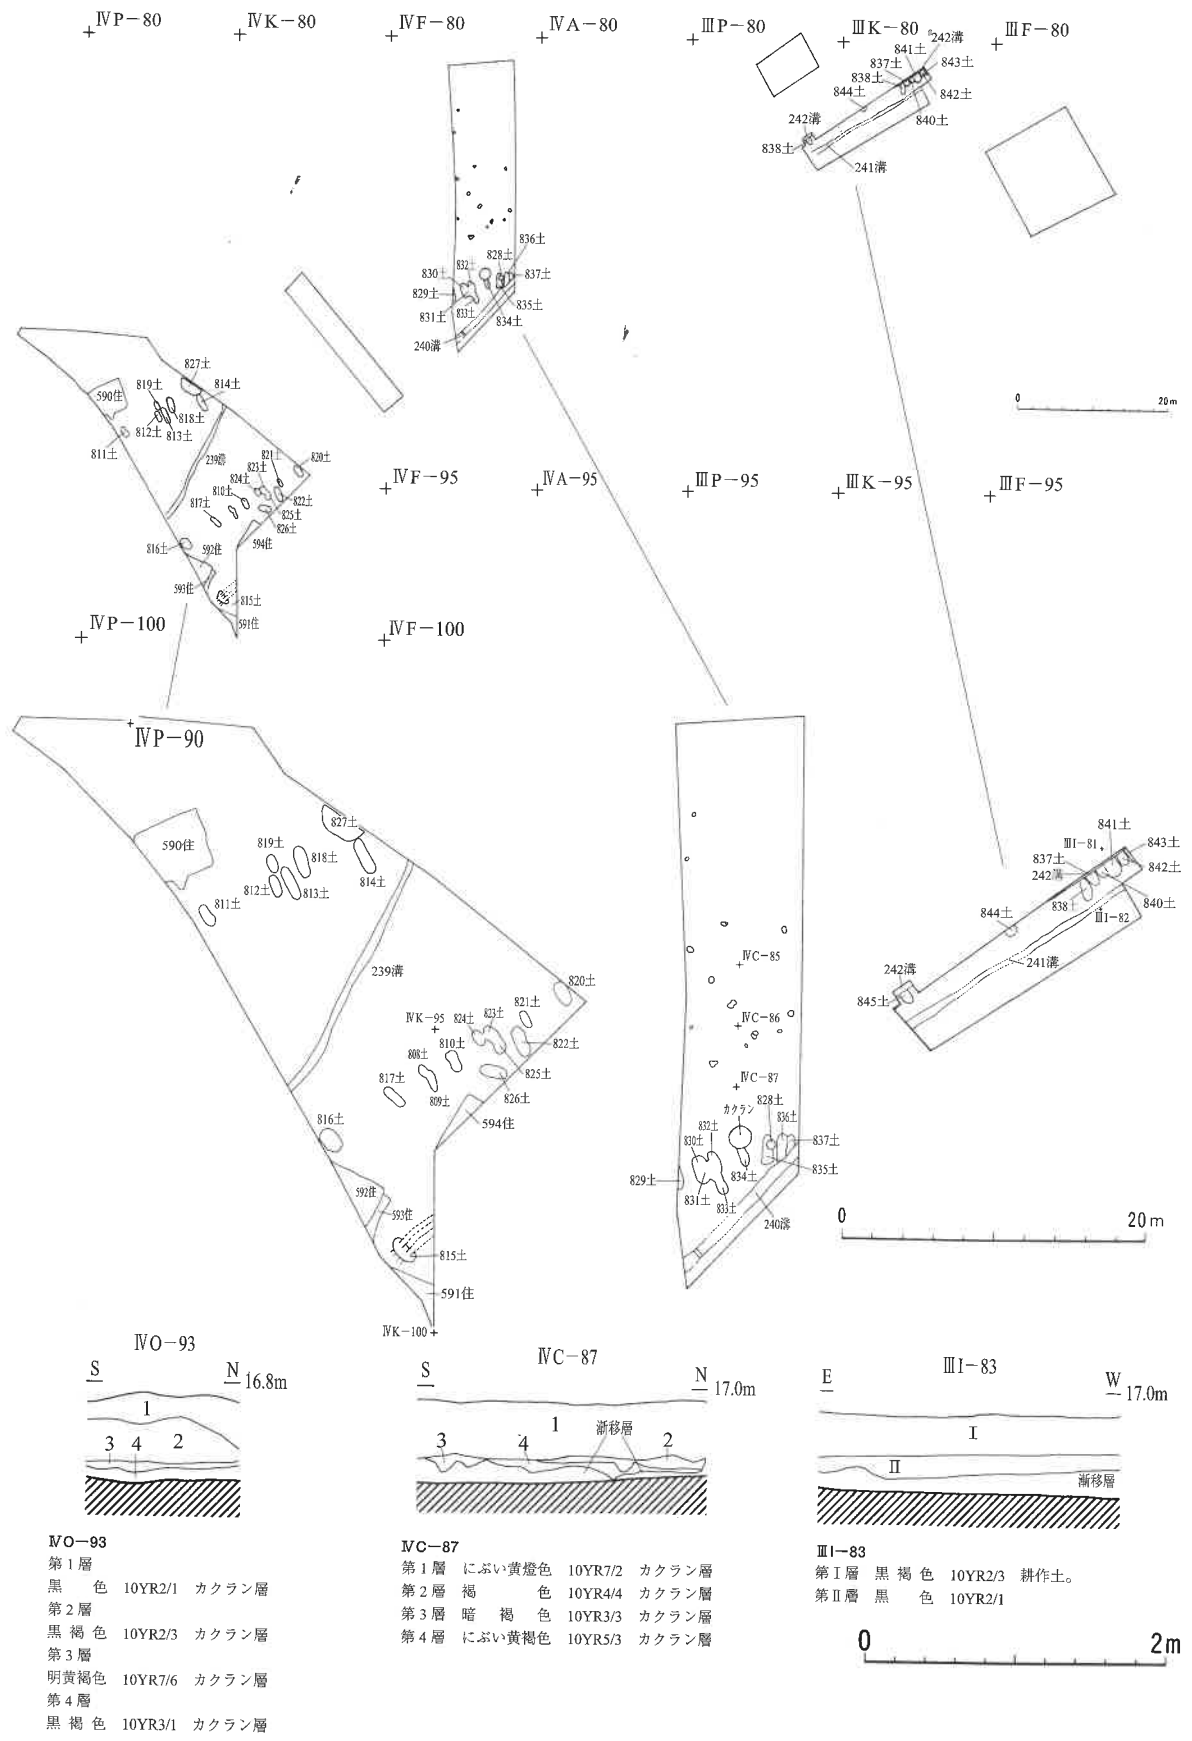 ⅣP−80
ⅣK−80
ⅣF−80
ⅣA−80
ⅢP−80
ⅢK−80
ⅢF−80
242溝
841土
837土
843土
838土
842土
844土
840土
242溝
838土
241溝
836土
828土
832土
830土
837土
829土
835土
833土
831土
834土
240溝
827土
819土
814土
590住
818土
812土
813土
811土
239溝
821土
820土
823土
824土
810土
822土
817土
825土
826土
816土
592住
594住
593住
815土
591住
0
20m
ⅣF−95
ⅣA−95
ⅢP−95
ⅢK−95
ⅢF−95
ⅣP−100
ⅣF−100
ⅣP−90
827土
590住
819土
818土
814土
812土
813土
811土
239溝
820土
821土
823土
824土
ⅣK−95
810土
822土
808土
825土
817土
809土
826土
816土
594住
592住
593住
815土
591住
ⅣK−100
ⅣC−85
ⅣC−86
ⅣC−87
カクラン
828土
836土
832土
830土
837土
835土
834土
829土
831土
833土
240溝
841土
ⅢI−81
843土
837土
842土
242溝
838土
840土
844土
ⅢI−82
242溝
241溝
845土
0
20m
ⅣO−93
S
N
16.8m
1
3
4
2
ⅣC−87
S
N
17.0m
1
漸移層
3
4
2
ⅢI−83
E
W
17.0m
Ⅰ
Ⅱ
漸移層
ⅣO−93
第1層
黒 色 10YR2/1 カクラン層
第2層
黒褐色 10YR2/3 カクラン層
第3層
明黄褐色 10YR7/6 カクラン層
第4層
黒褐色 10YR3/1 カクラン層
ⅣC−87
第1層 にぶい黄燈色 10YR7/2 カクラン層
第2層 褐 色 10YR4/4 カクラン層
第3層 暗褐色 10YR3/3 カクラン層
第4層 にぶい黄褐色 10YR5/3 カクラン層
ⅢI−83
第Ⅰ層 黒褐色 10YR2/3 耕作土。
第Ⅱ層 黒 色 10YR2/1
0
2m